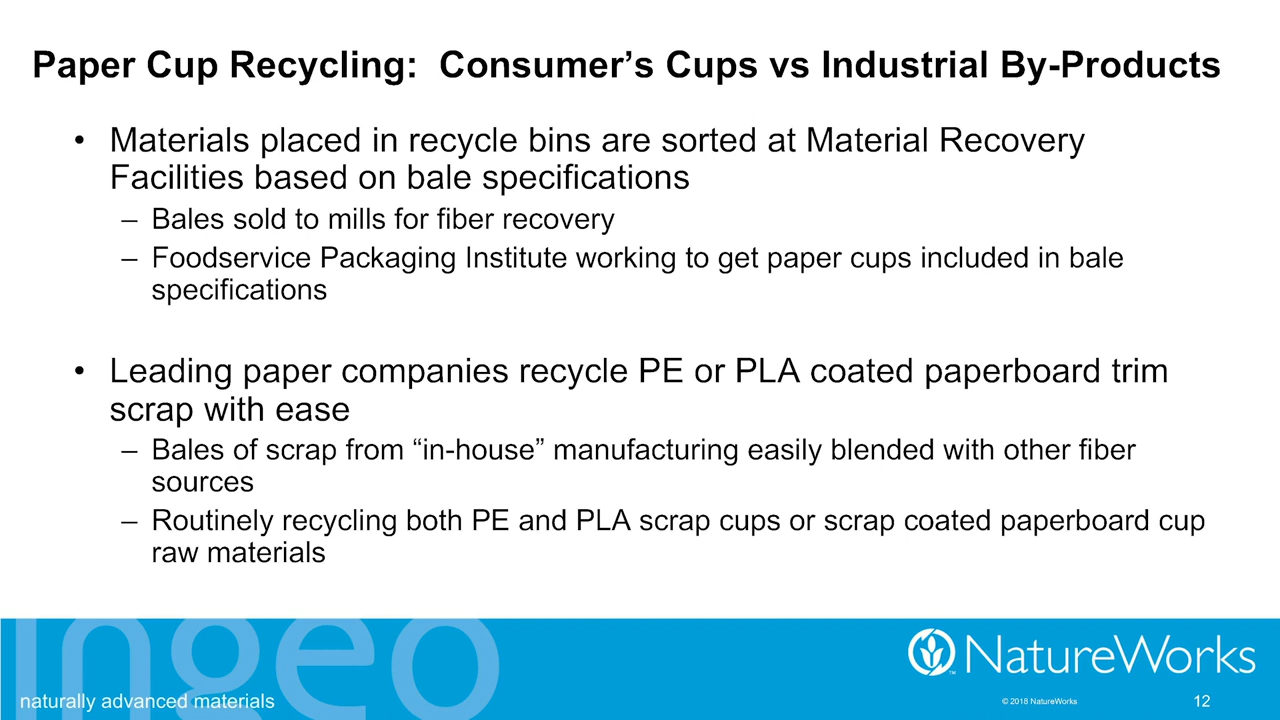 Paper Cup Recycling:  Consumer’s Cups vs Industrial By-Products
• Materials placed in recycle bins are sorted at Material Recovery
Facilities based on bale specifications
– Bales sold to mills for fiber recovery
– Foodservice Packaging Institute working to get paper cups included in bale
specifications
• Leading paper companies recycle PE or PLA coated paperboard trim
scrap with ease
– Bales of scrap from “in-house” manufacturing easily blended with other fiber
sources
– Routinely recycling both PE and PLA scrap cups or scrap coated paperboard cup
raw materials
ingeo
NatureWorks
TM
naturally advanced materials
© 2018 NatureWorks
12